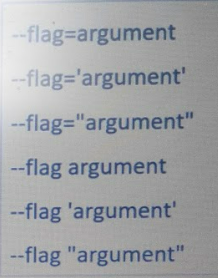 --flag=argument
--flag='argument'
--flag="argument"
--flag argument
--flag 'argument'
--flag "argument"